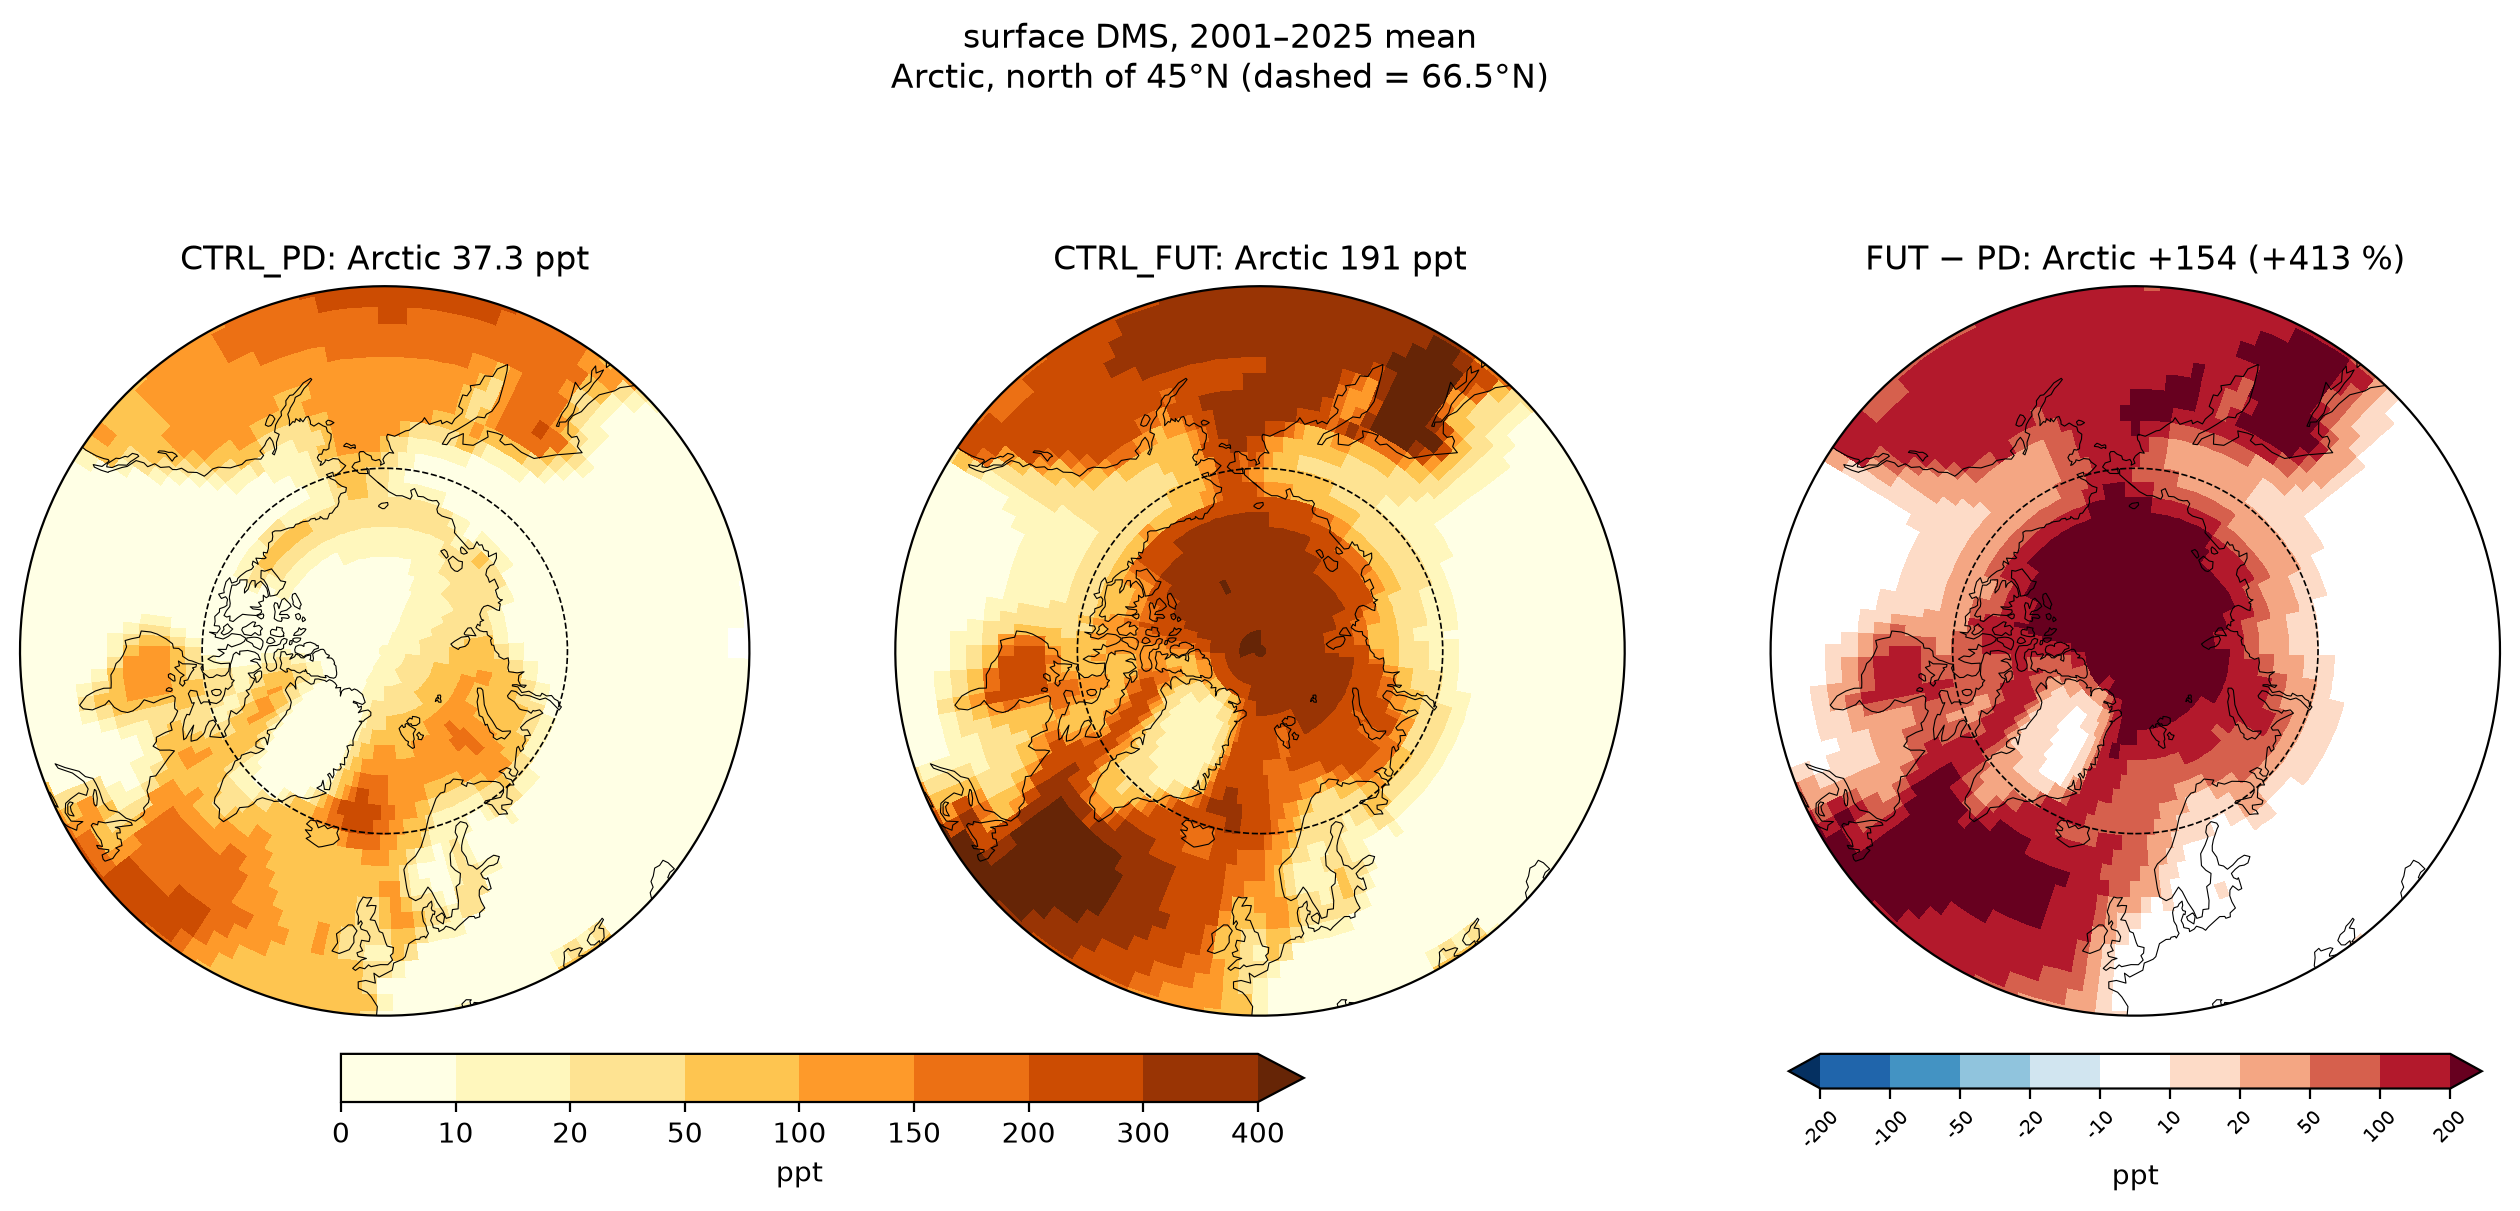 surface DMS, 2001–2025 mean
Arctic, north of 45°N (dashed = 66.5°N)
CTRL_PD: Arctic 37.3 ppt
CTRL_FUT: Arctic 191 ppt
FUT − PD: Arctic +154 (+413 %)
0 10 20 50 100 150 200 300 400
ppt
-200 -100 -50 -20 -10 10 20 50 100 200
ppt